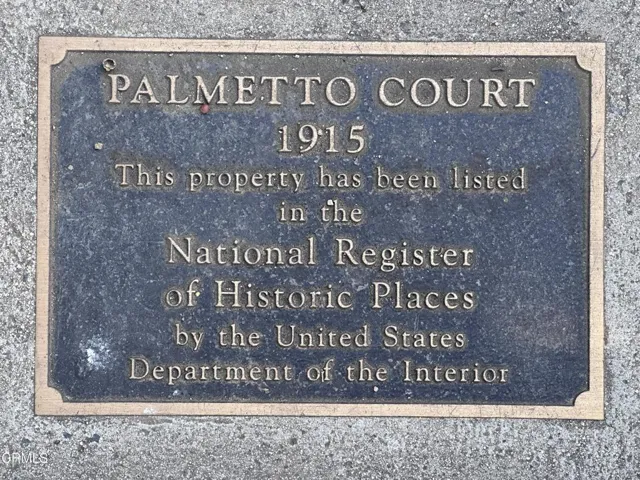 PALMETTO COURT
1915
This property has been listed
in the
National Register
of Historic Places
by the United States
Department of the Interior